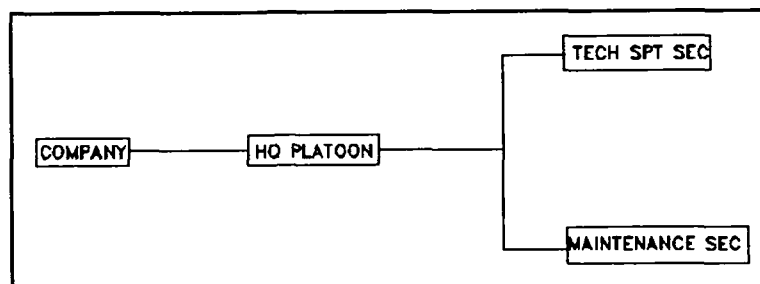 TECH SPT SEC
COMPANY
HQ PLATOON
MAINTENANCE SEC